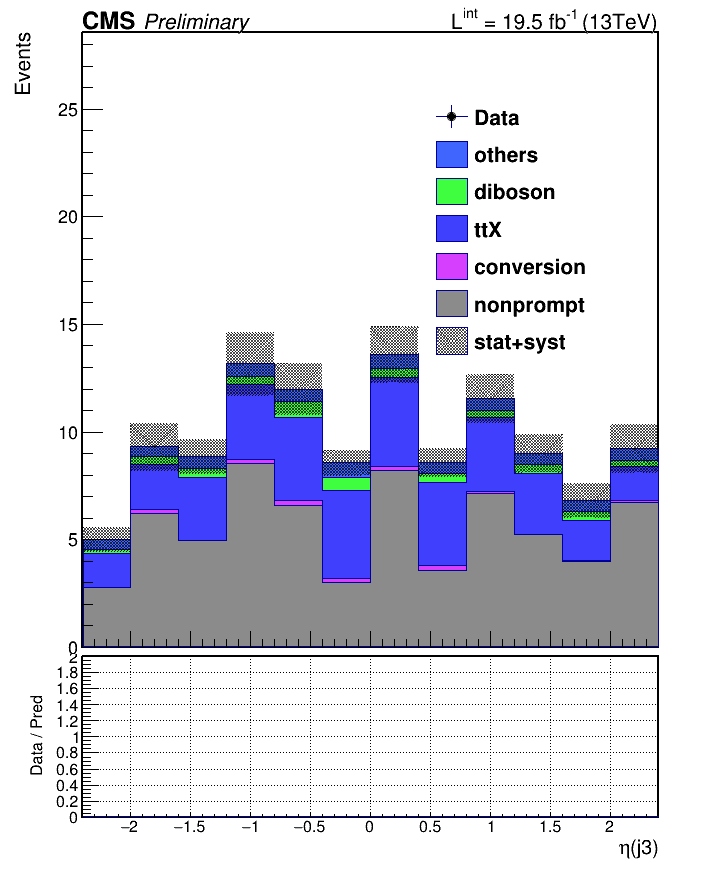 CMS Preliminary L^int = 19.5 fb^-1 (13TeV)
Events
25
20
15
10
5
0
Data
others
diboson
ttX
conversion
nonprompt
stat+syst
Data / Pred
2
1.8
1.6
1.4
1.2
1
0.8
0.6
0.4
0.2
0
−2 −1.5 −1 −0.5 0 0.5 1 1.5 2
η(j3)